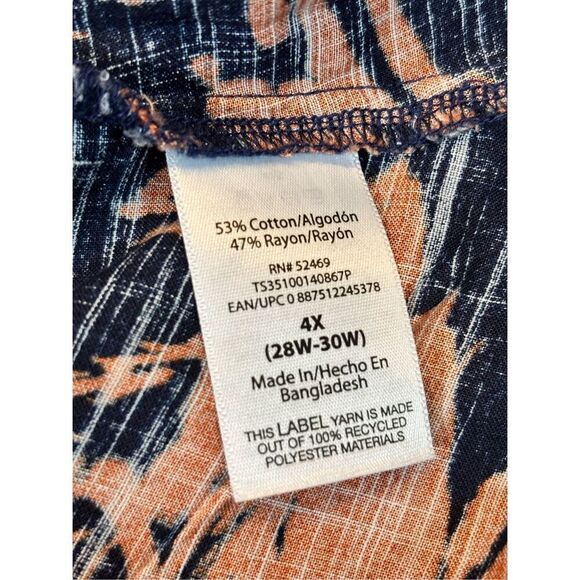 53% Cotton/Algodón
47% Rayon/Rayón
RN# 52469
TS35100140867P
EAN/UPC 0 887512245378
4X
(28W-30W)
Made In/Hecho En
Bangladesh
THIS LABEL YARN IS MADE
OUT OF 100% RECYCLED
POLYESTER MATERIALS